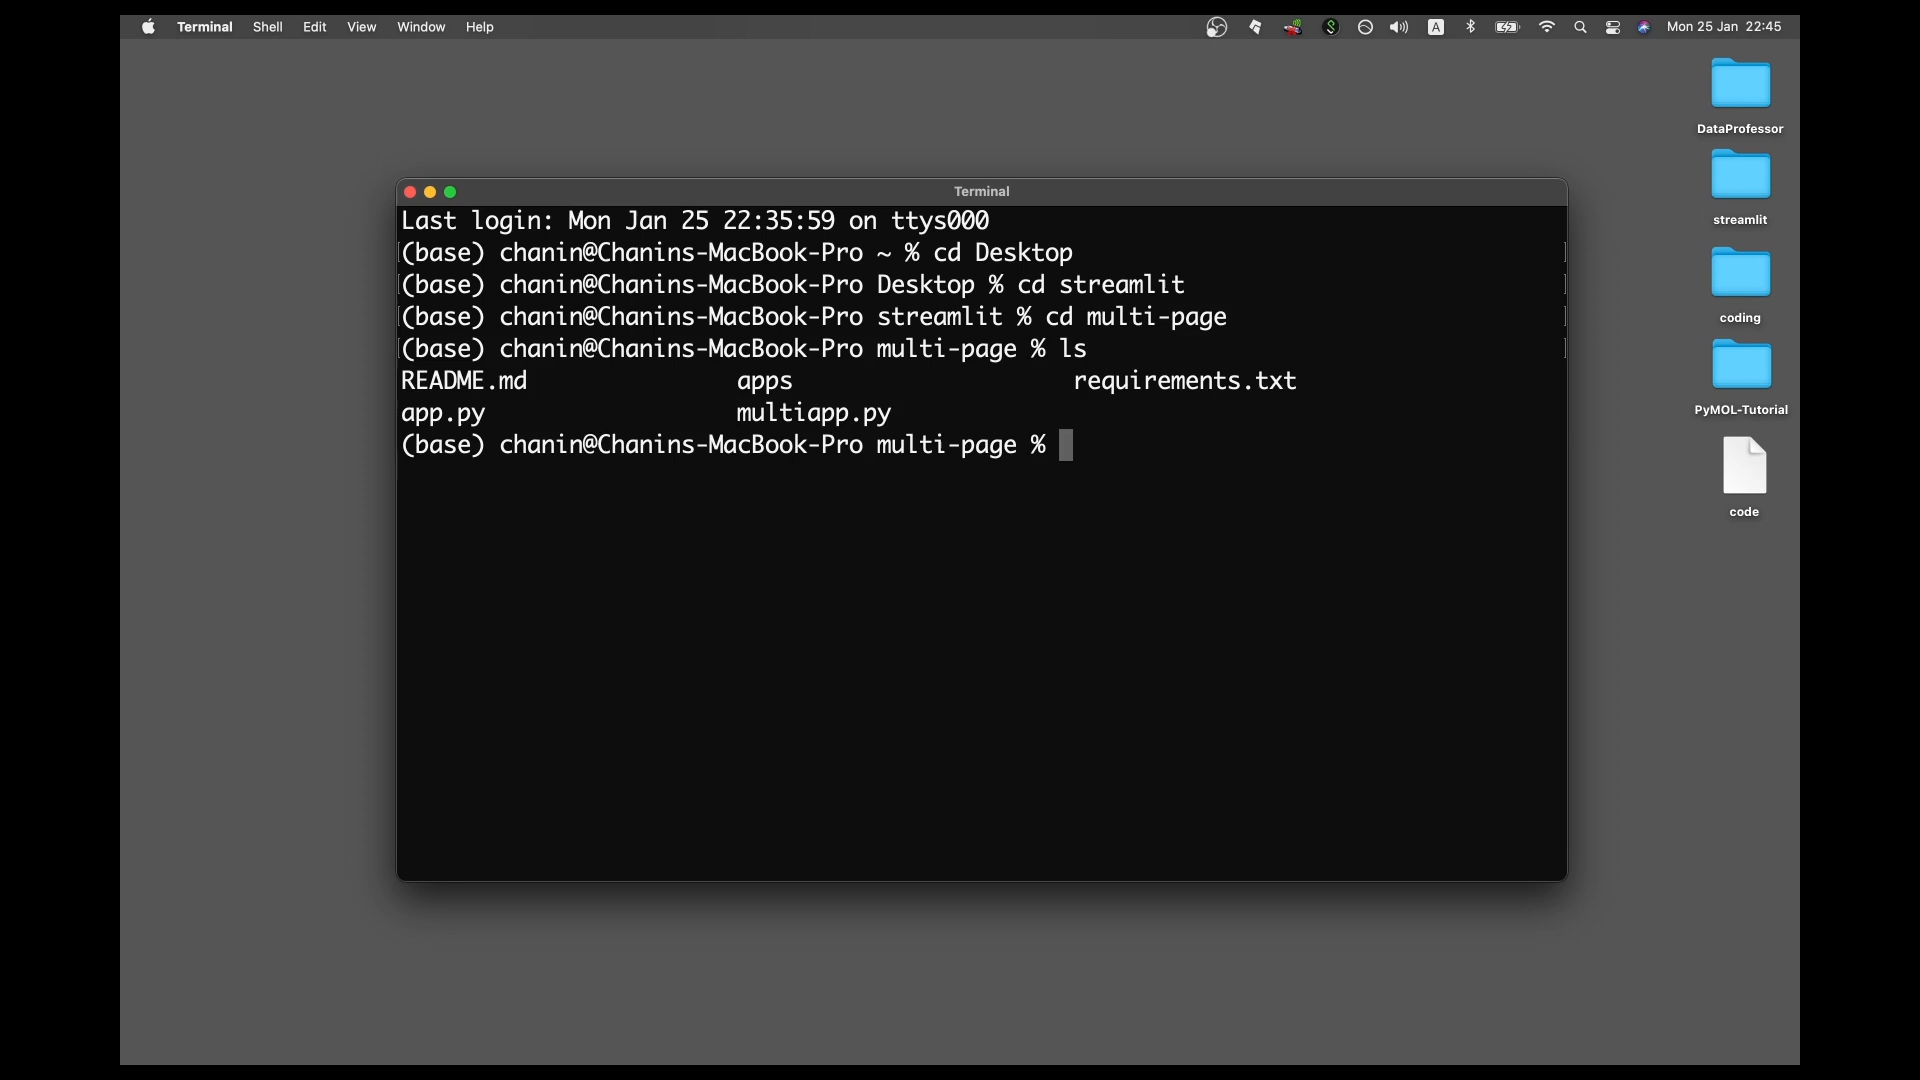 Terminal Shell Edit View Window Help A Mon 25 Jan 22:45
DataProfessor
streamlit
coding
PyMOL-Tutorial
code
Terminal
Last login: Mon Jan 25 22:35:59 on ttys000
(base) chanin@Chanins-MacBook-Pro ~ % cd Desktop
(base) chanin@Chanins-MacBook-Pro Desktop % cd streamlit
(base) chanin@Chanins-MacBook-Pro streamlit % cd multi-page
(base) chanin@Chanins-MacBook-Pro multi-page % ls
README.md apps requirements.txt
app.py multiapp.py
(base) chanin@Chanins-MacBook-Pro multi-page %